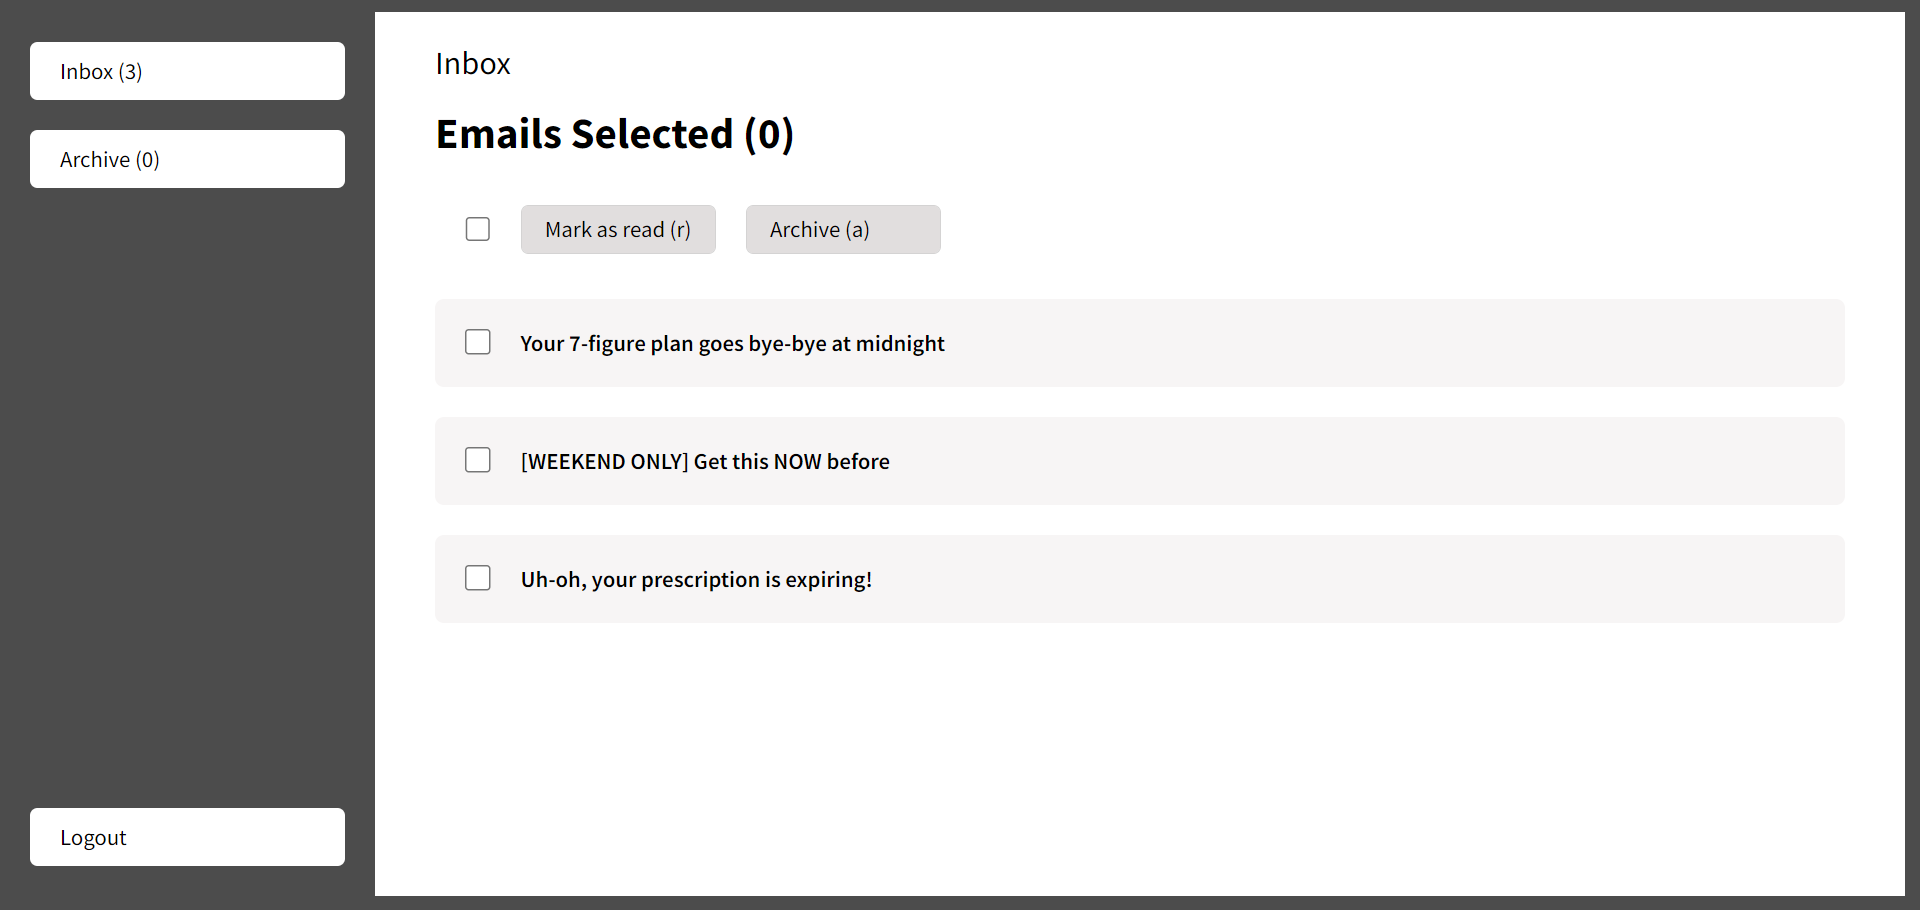 Inbox (3)
Archive (0)
Logout
Inbox
Emails Selected (0)
Mark as read (r)
Archive (a)
Your 7-figure plan goes bye-bye at midnight
[WEEKEND ONLY] Get this NOW before
Uh-oh, your prescription is expiring!